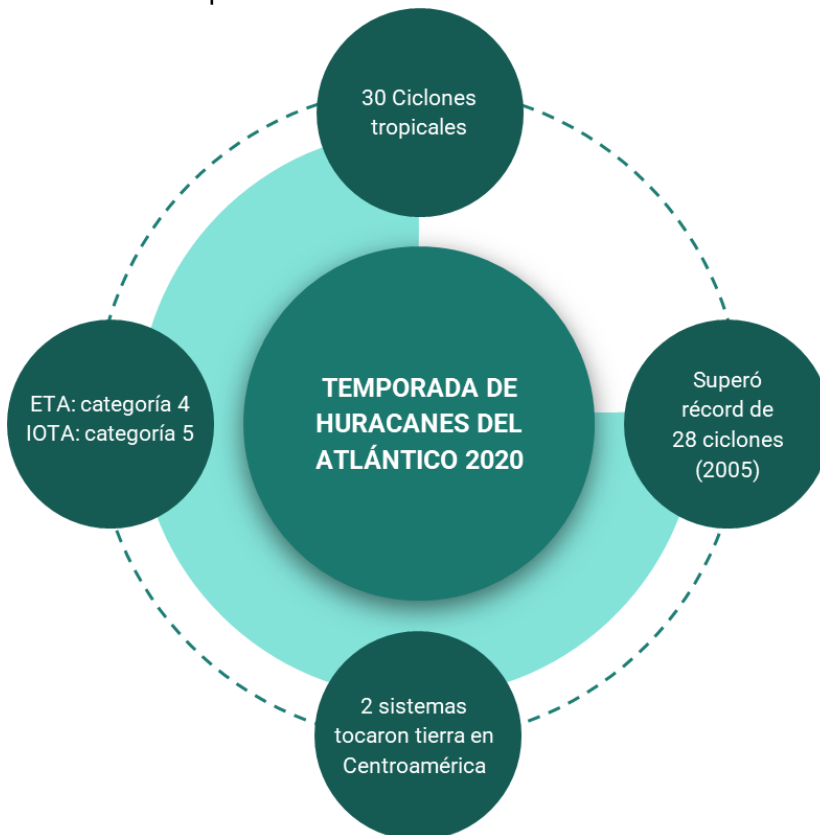 30 Ciclones
tropicales
TEMPORADA DE
HURACANES DEL
ATLÁNTICO 2020
Superó
récord de
28 ciclones
(2005)
2 sistemas
tocaron tierra en
Centroamérica
ETA: categoría 4
IOTA: categoría 5